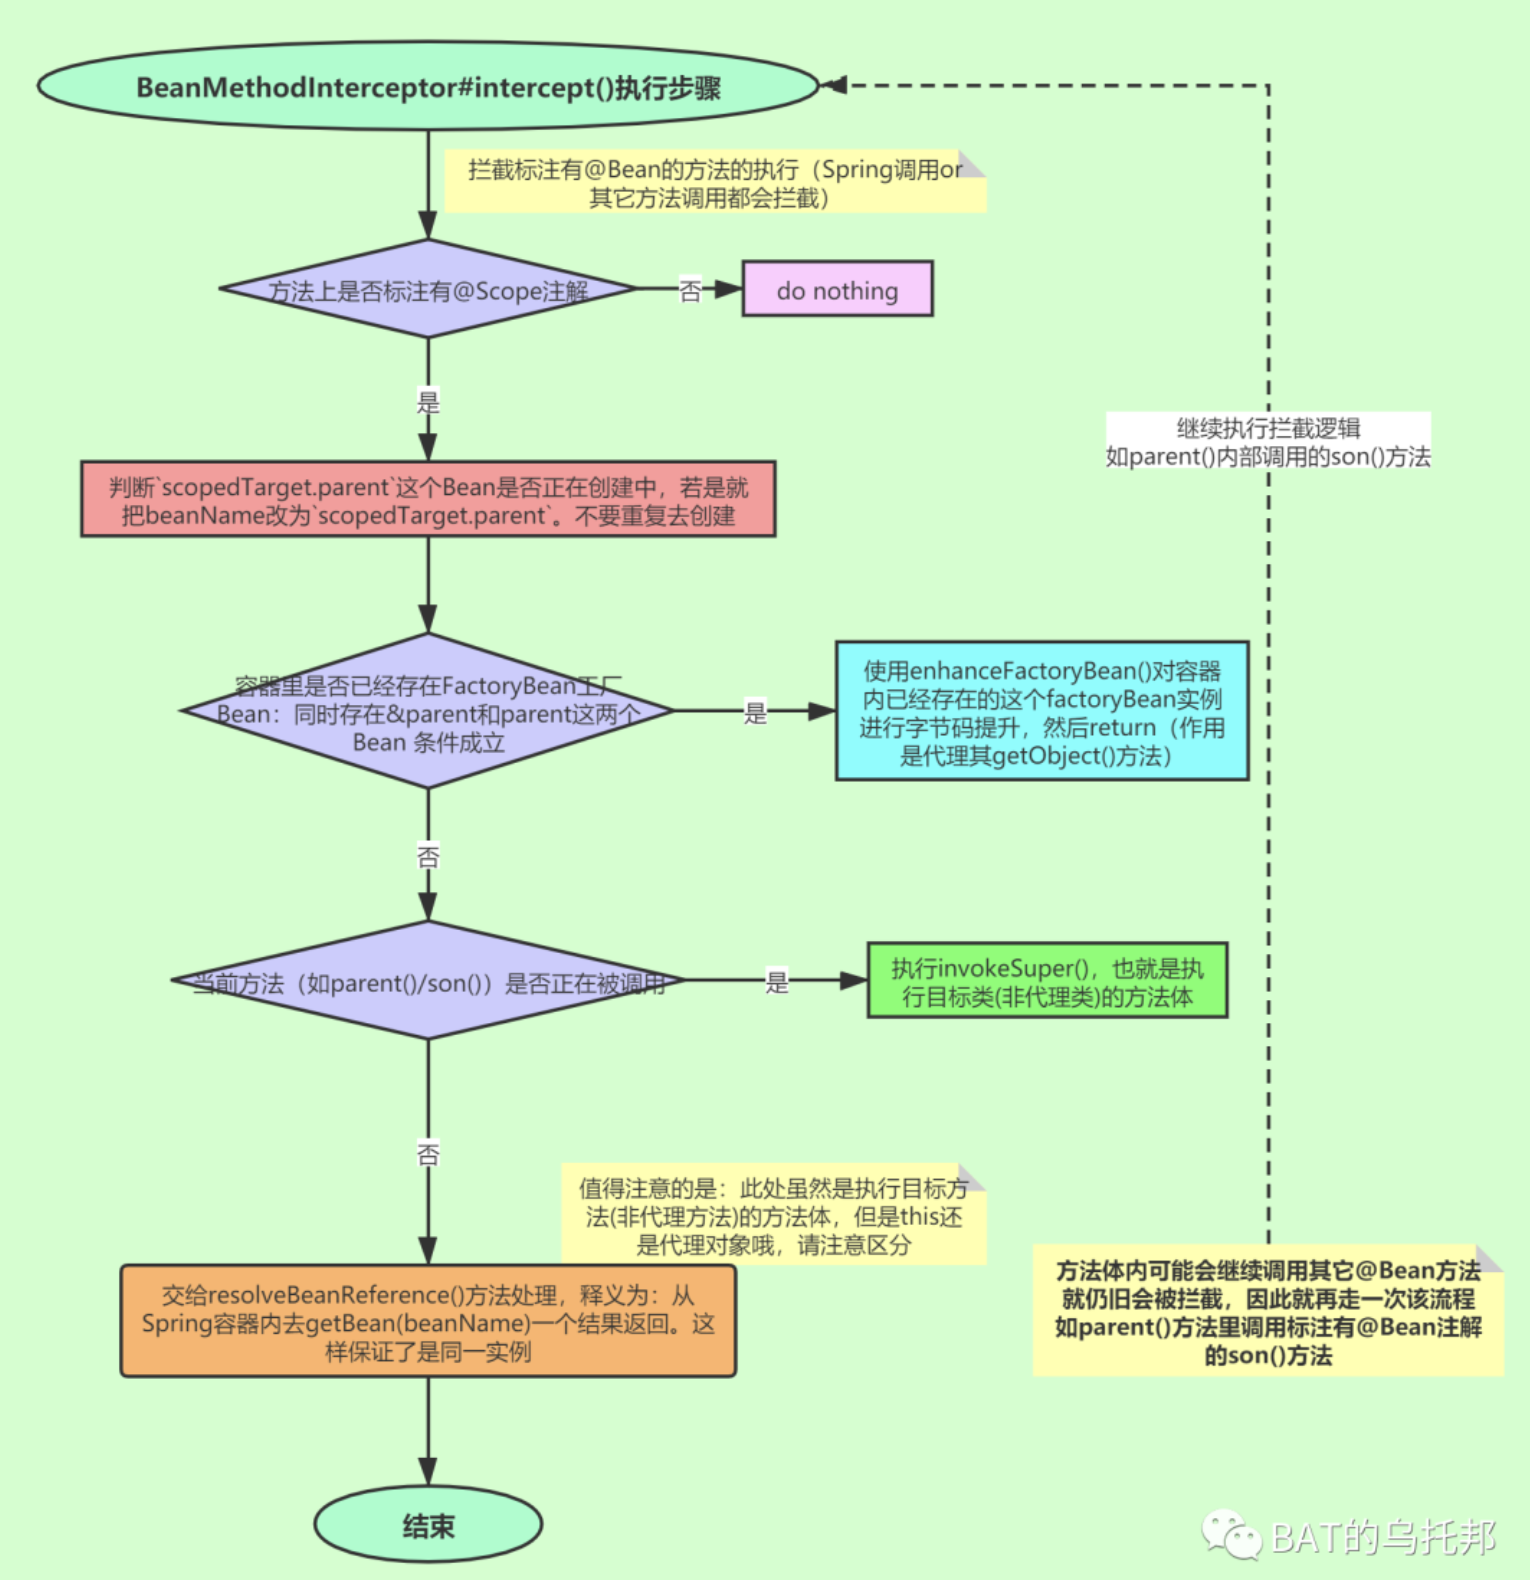 BeanMethodInterceptor#intercept()执行步骤
拦截标注有@Bean的方法的执行（Spring调用or
其它方法调用都会拦截）
方法上是否标注有@Scope注解
否
do nothing
是
继续执行拦截逻辑
如parent()内部调用的son()方法
判断`scopedTarget.parent`这个Bean是否正在创建中，若是就
把beanName改为`scopedTarget.parent`。不要重复去创建
容器里是否已经存在FactoryBean工厂
Bean：同时存在&parent和parent这两个
Bean 条件成立
是
使用enhanceFactoryBean()对容器
内已经存在的这个factoryBean实例
进行字节码提升，然后return（作用
是代理其getObject()方法）
否
当前方法（如parent()/son()）是否正在被调用
是
执行invokeSuper()，也就是执
行目标类(非代理类)的方法体
否
值得注意的是：此处虽然是执行目标方
法(非代理方法)的方法体，但是this还
是代理对象哦，请注意区分
交给resolveBeanReference()方法处理，释义为：从
Spring容器内去getBean(beanName)一个结果返回。这
样保证了是同一实例
方法体内可能会继续调用其它@Bean方法
就仍旧会被拦截，因此就再走一次该流程
如parent()方法里调用标注有@Bean注解
的son()方法
结束
BAT的乌托邦